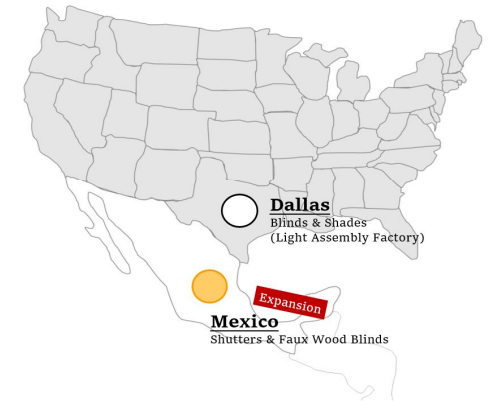 Dallas
Blinds & Shades
(Light Assembly Factory)
Expansion
Mexico
Shutters & Faux Wood Blinds